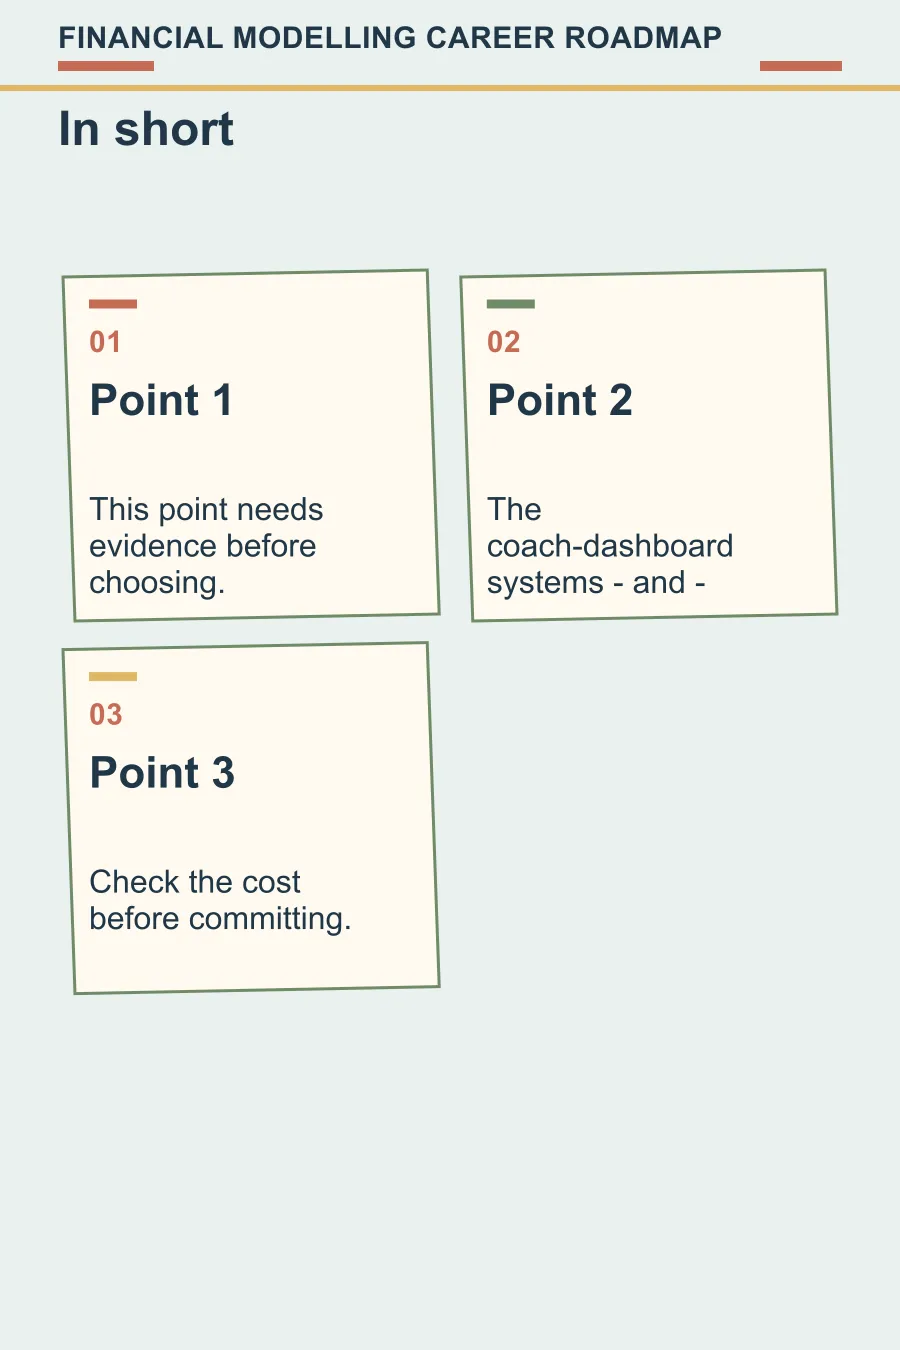 FINANCIAL MODELLING CAREER ROADMAP
In short
01
Point 1
This point needs
evidence before
choosing.
02
Point 2
The
coach-dashboard
systems - and -
03
Point 3
Check the cost
before committing.